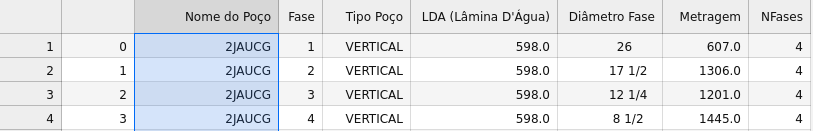 Nome do Poço Fase Tipo Poço LDA (Lâmina D'Água) Diâmetro Fase Metragem NFases
1 0 2JAUCG 1 VERTICAL 598.0 26 607.0 4
2 1 2JAUCG 2 VERTICAL 598.0 17 1/2 1306.0 4
3 2 2JAUCG 3 VERTICAL 598.0 12 1/4 1201.0 4
4 3 2JAUCG 4 VERTICAL 598.0 8 1/2 1445.0 4